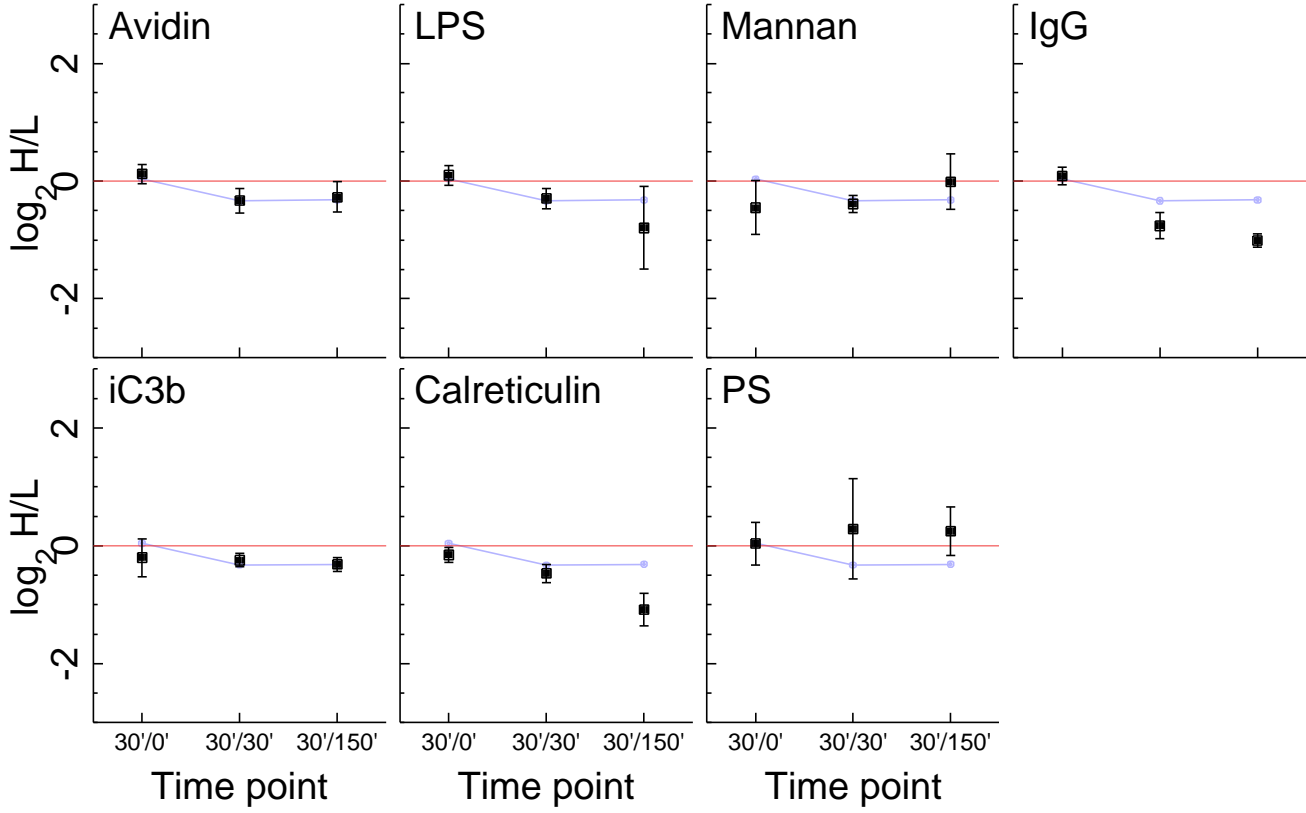 Avidin
LPS
Mannan
IgG
log2 H/L
2
0
-2
iC3b
Calreticulin
PS
log2 H/L
2
0
-2
30'/0' 30'/30' 30'/150'
30'/0' 30'/30' 30'/150'
30'/0' 30'/30' 30'/150'
Time point
Time point
Time point